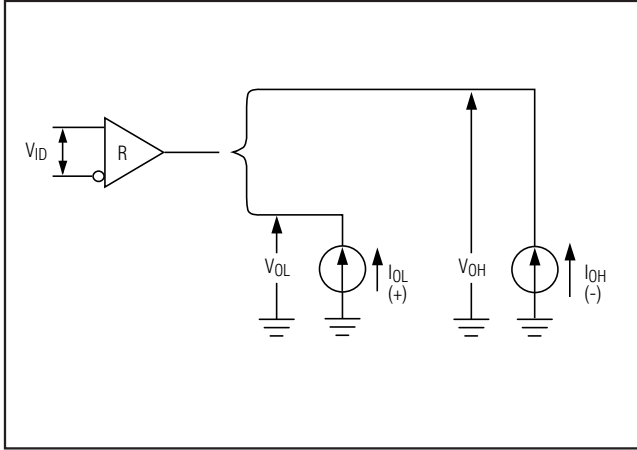 VID
R
VOL
IOL
(+)
VOH
IOH
(-)